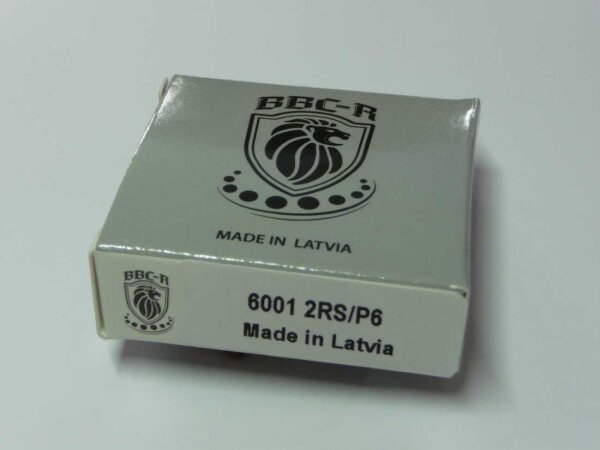 BBC-R
MADE IN LATVIA
BBC-R
6001 2RS/P6
Made in Latvia